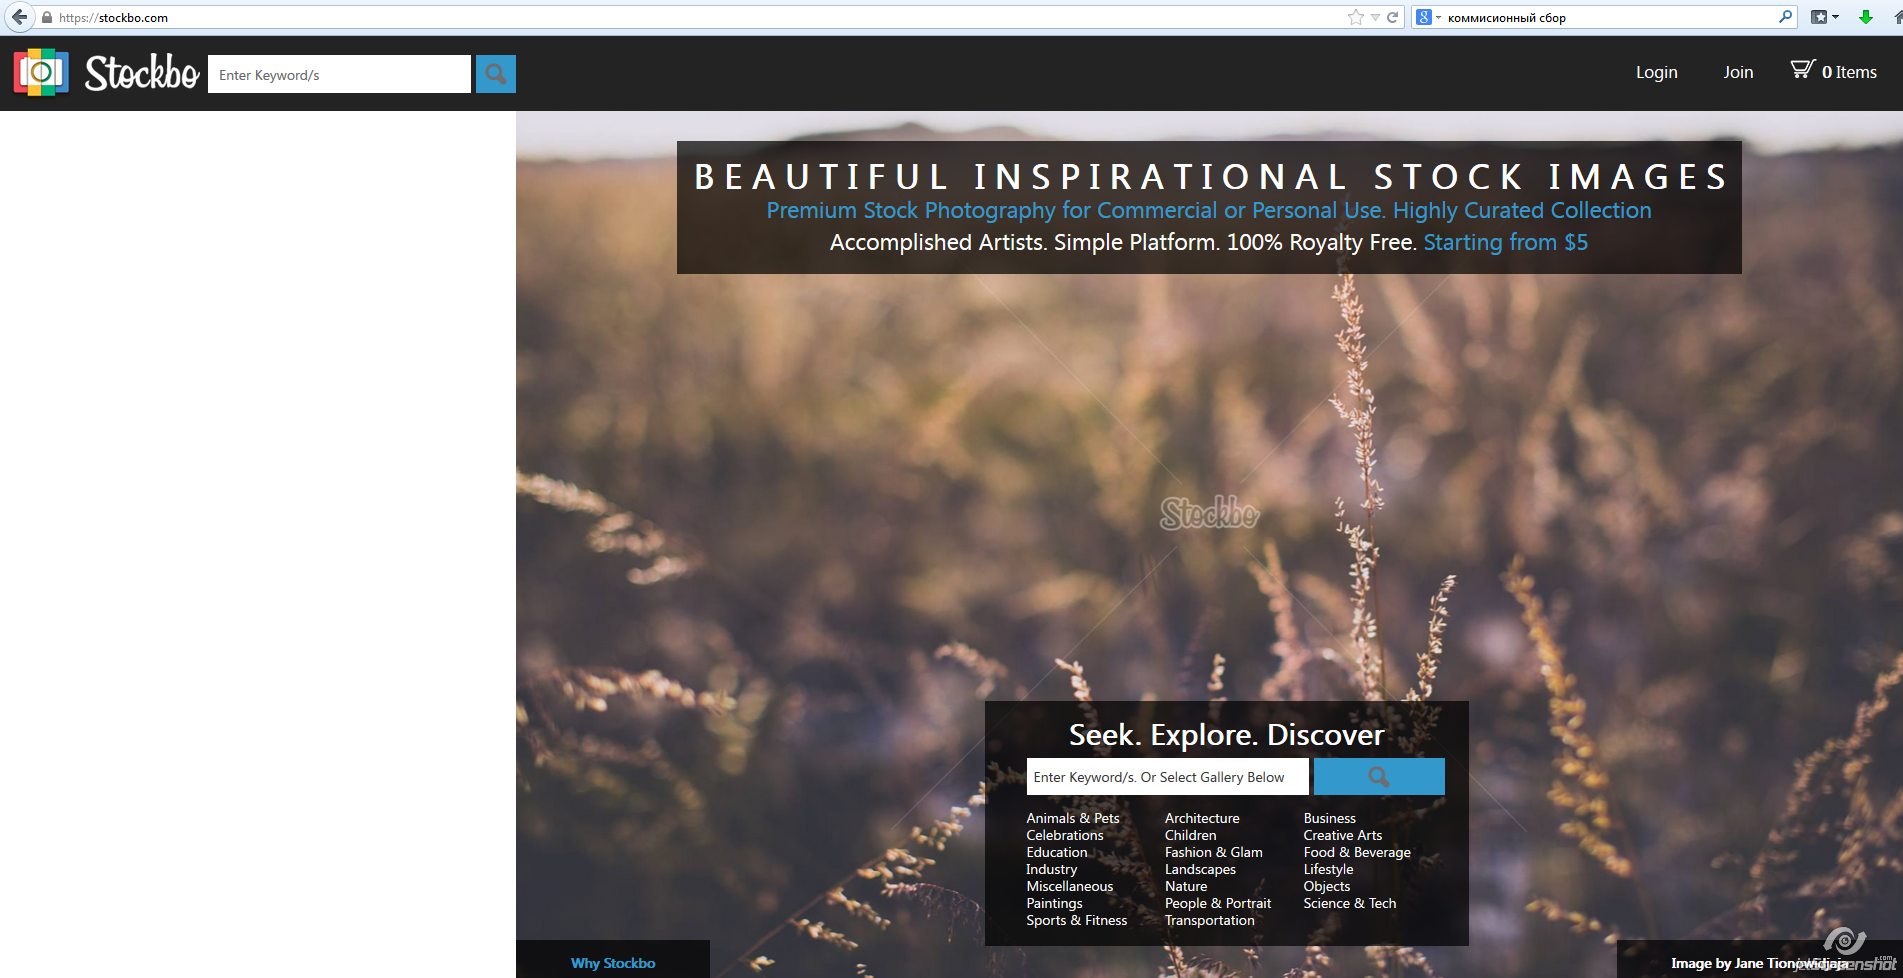 https://stockbo.com
коммисионный сбор
Stockbo
Enter Keyword/s
Login
Join
0 Items
BEAUTIFUL INSPIRATIONAL STOCK IMAGES
Premium Stock Photography for Commercial or Personal Use. Highly Curated Collection
Accomplished Artists. Simple Platform. 100% Royalty Free. Starting from $5
Stockbo
Seek. Explore. Discover
Enter Keyword/s. Or Select Gallery Below
Animals & Pets Architecture Business
Celebrations Children Creative Arts
Education Fashion & Glam Food & Beverage
Industry Landscapes Lifestyle
Miscellaneous Nature Objects
Paintings People & Portrait Science & Tech
Sports & Fitness Transportation
Why Stockbo
Image by Jane Tionowidjaja